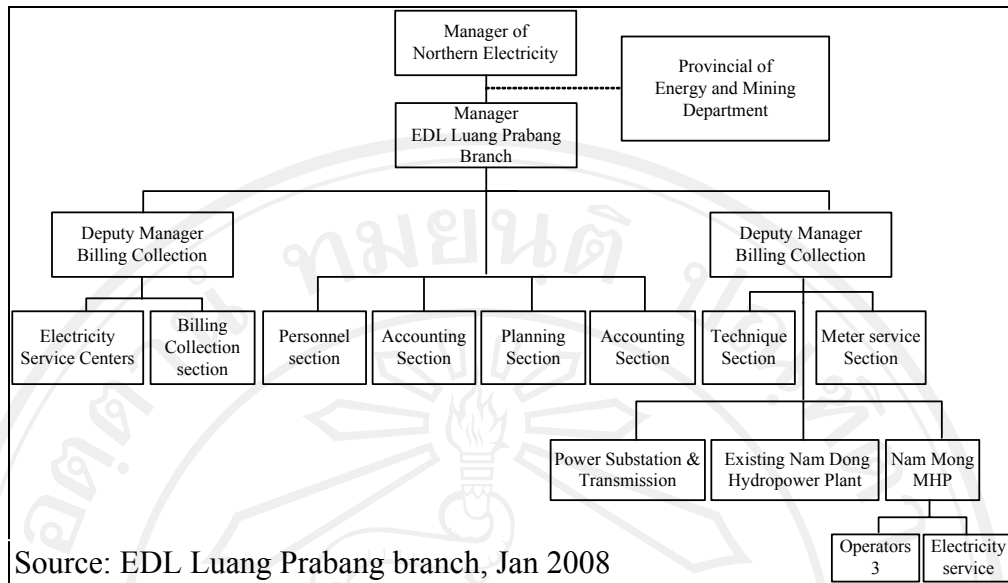 Manager of
Northern Electricity
Provincial of
Energy and Mining
Department
Manager
EDL Luang Prabang
Branch
Deputy Manager
Billing Collection
Deputy Manager
Billing Collection
Electricity
Service Centers
Billing
Collection
section
Personnel
section
Accounting
Section
Planning
Section
Accounting
Section
Technique
Section
Meter service
Section
Power Substation &
Transmission
Existing Nam Dong
Hydropower Plant
Nam Mong
MHP
Operators
3
Electricity
service
Source: EDL Luang Prabang branch, Jan 2008